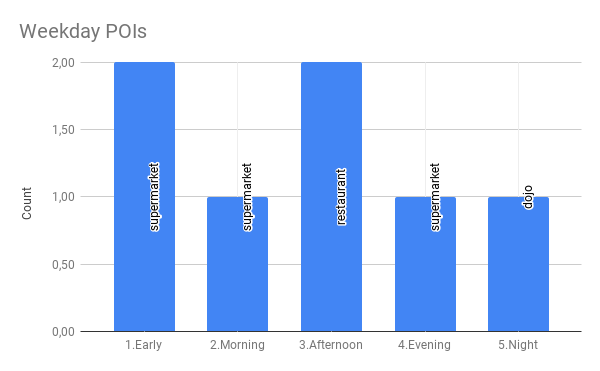 Weekday POIs
2,00
1,50
1,00
0,50
0,00
Count
supermarket
supermarket
restaurant
supermarket
dojo
1.Early
2.Morning
3.Afternoon
4.Evening
5.Night